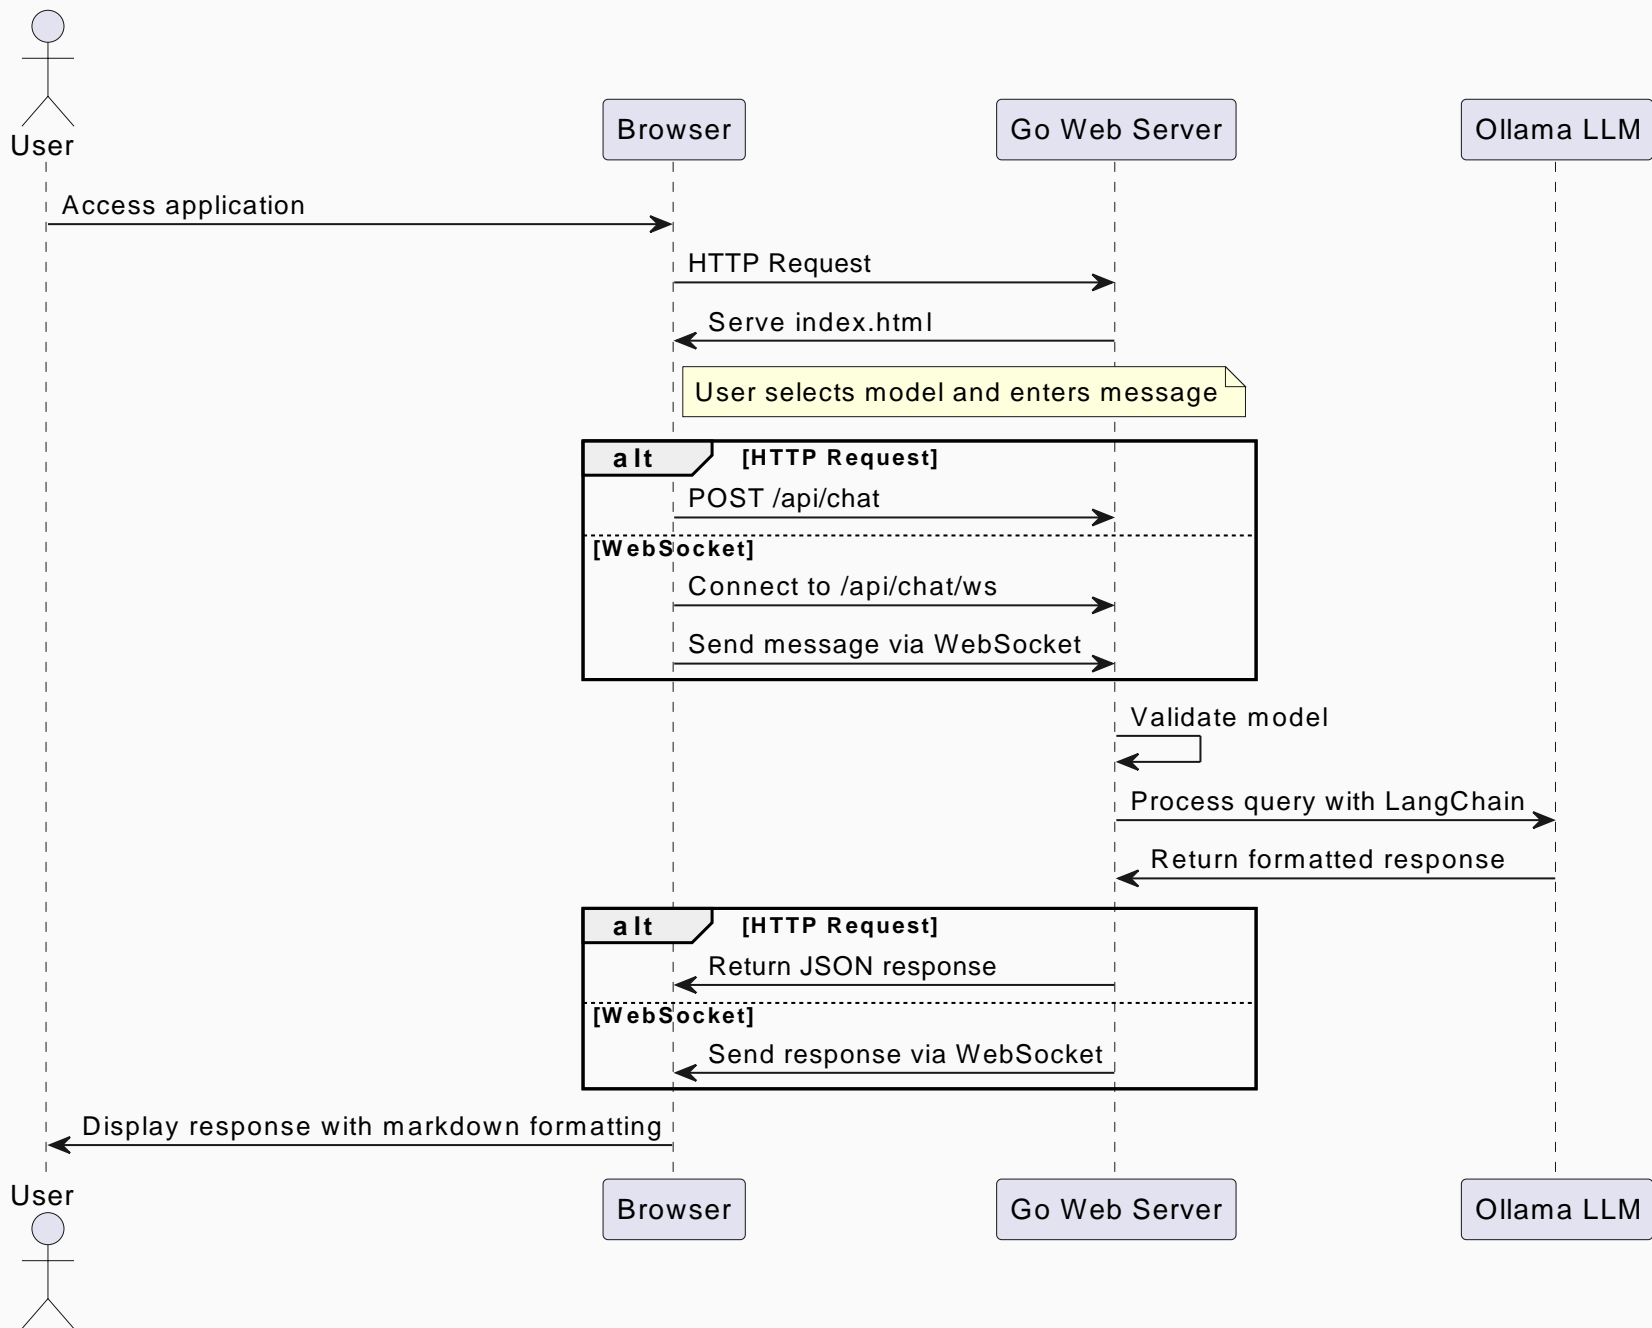 User
Browser
Go Web Server
Ollama LLM
Access application
HTTP Request
Serve index.html
User selects model and enters message
alt [HTTP Request]
POST /api/chat
[WebSocket]
Connect to /api/chat/ws
Send message via WebSocket
Validate model
Process query with LangChain
Return formatted response
alt [HTTP Request]
Return JSON response
[WebSocket]
Send response via WebSocket
Display response with markdown formatting
User
Browser
Go Web Server
Ollama LLM